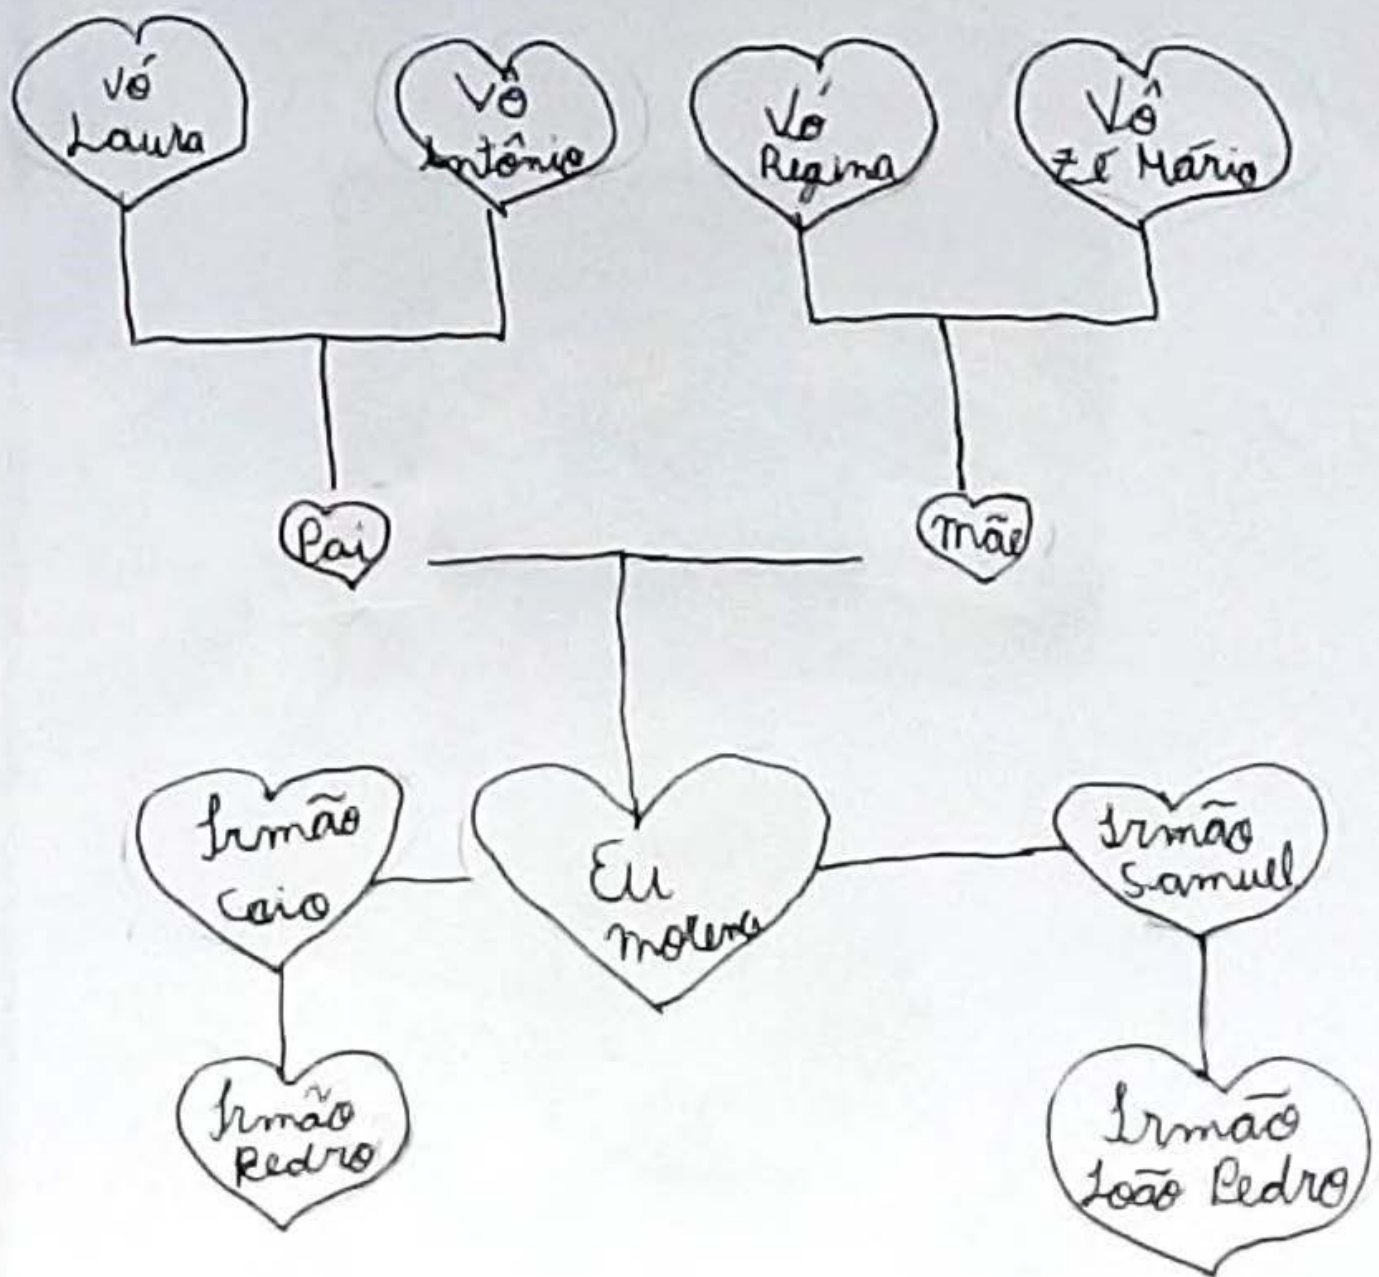 Vó
Laura
Vô
Antônio
Vó
Regina
Vô
Zé Mário
Pai
Mãe
Irmão
Caio
Eu
morena
Irmão
Samuel
Irmão
Pedro
Irmão
João Pedro